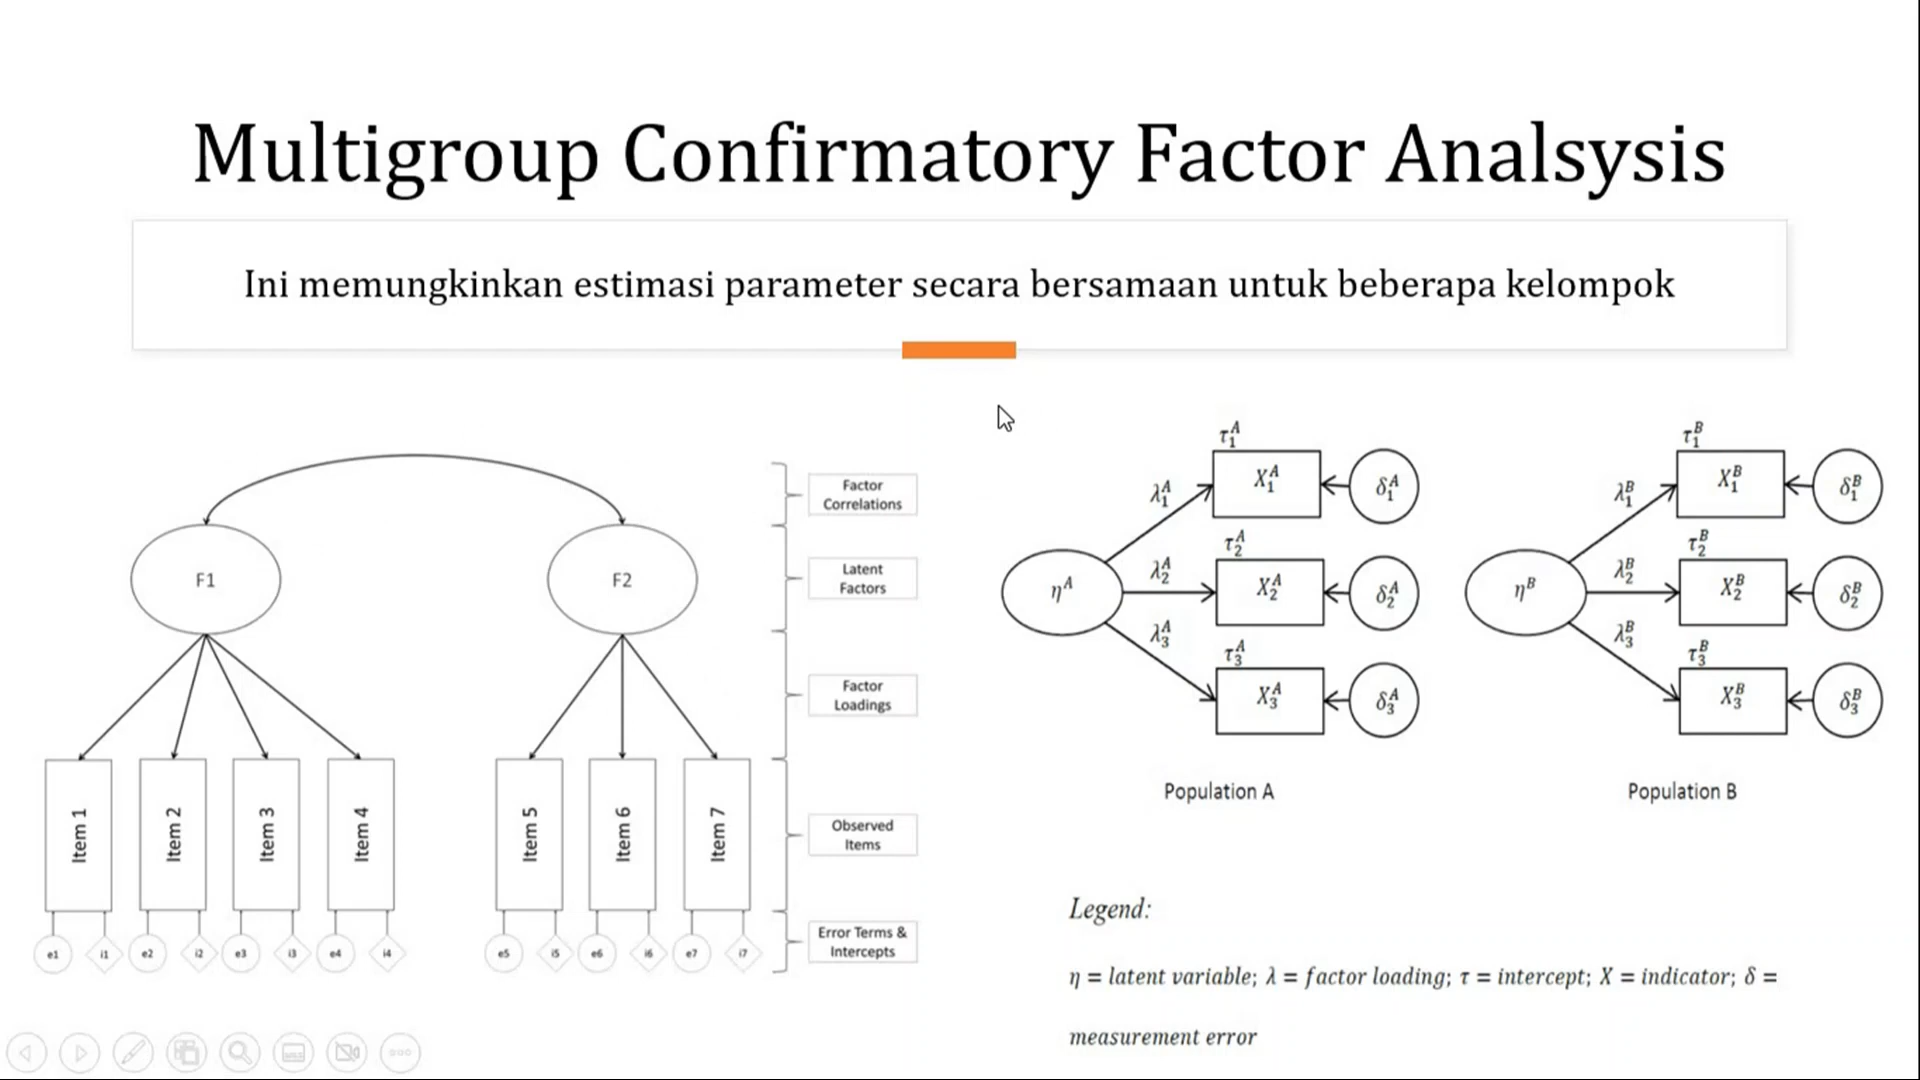 Multigroup Confirmatory Factor Analsysis
Ini memungkinkan estimasi parameter secara bersamaan untuk beberapa kelompok
F1
F2
Item 1
Item 2
Item 3
Item 4
Item 5
Item 6
Item 7
e1
i1
e2
i2
e3
i3
e4
i4
e5
i5
e6
i6
e7
i7
Factor
Correlations
Latent
Factors
Factor
Loadings
Observed
Items
Error Terms &
Intercepts
τ₁ᴬ
X₁ᴬ
δ₁ᴬ
λ₁ᴬ
τ₂ᴬ
λ₂ᴬ
ηᴬ
X₂ᴬ
δ₂ᴬ
λ₃ᴬ
τ₃ᴬ
X₃ᴬ
δ₃ᴬ
Population A
τ₁ᴮ
X₁ᴮ
δ₁ᴮ
λ₁ᴮ
τ₂ᴮ
λ₂ᴮ
ηᴮ
X₂ᴮ
δ₂ᴮ
λ₃ᴮ
τ₃ᴮ
X₃ᴮ
δ₃ᴮ
Population B
Legend:
η = latent variable; λ = factor loading; τ = intercept; X = indicator; δ =
measurement error